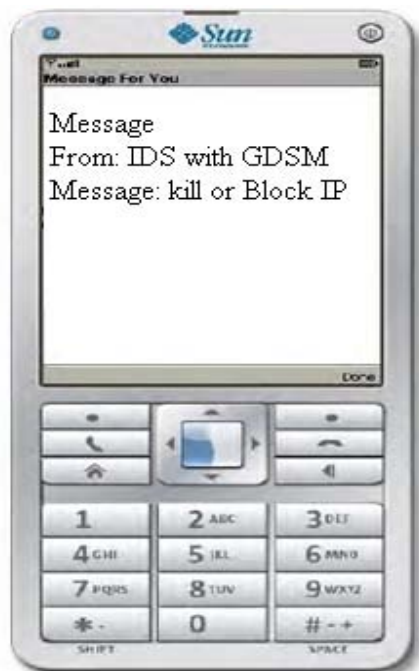 Sun
Message For You
Message
From: IDS with GDSM
Message: kill or Block IP
Done
1
2 ABC
3 DEF
4 GHI
5 JKL
6 MNO
7 PQRS
8 TUV
9 WXYZ
* .
0
# - +
SHIFT
SPACE